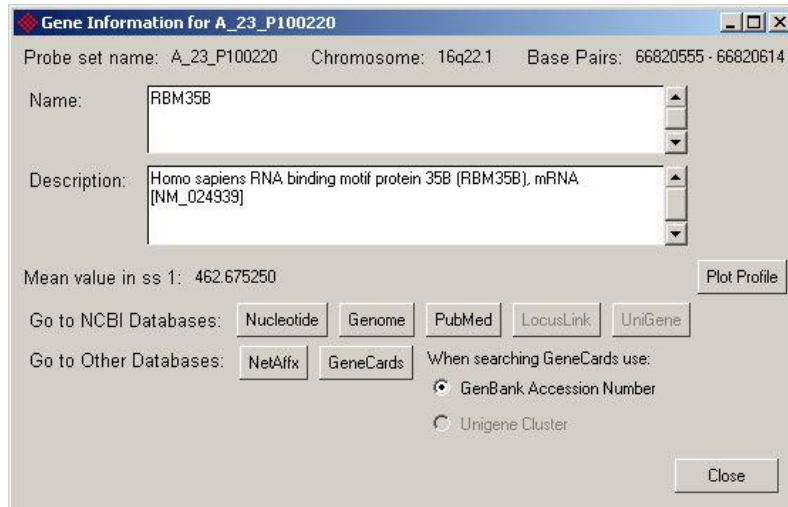 Gene Information for A_23_P100220
Probe set name: A_23_P100220 Chromosome: 16q22.1 Base Pairs: 66820555 - 66820614
Name: RBM35B
Description: Homo sapiens RNA binding motif protein 35B (RBM35B), mRNA
[NM_024939]
Mean value in ss 1: 462.675250 Plot Profile
Go to NCBI Databases: Nucleotide Genome PubMed LocusLink UniGene
Go to Other Databases: NetAffx GeneCards When searching GeneCards use:
GenBank Accession Number
Unigene Cluster
Close